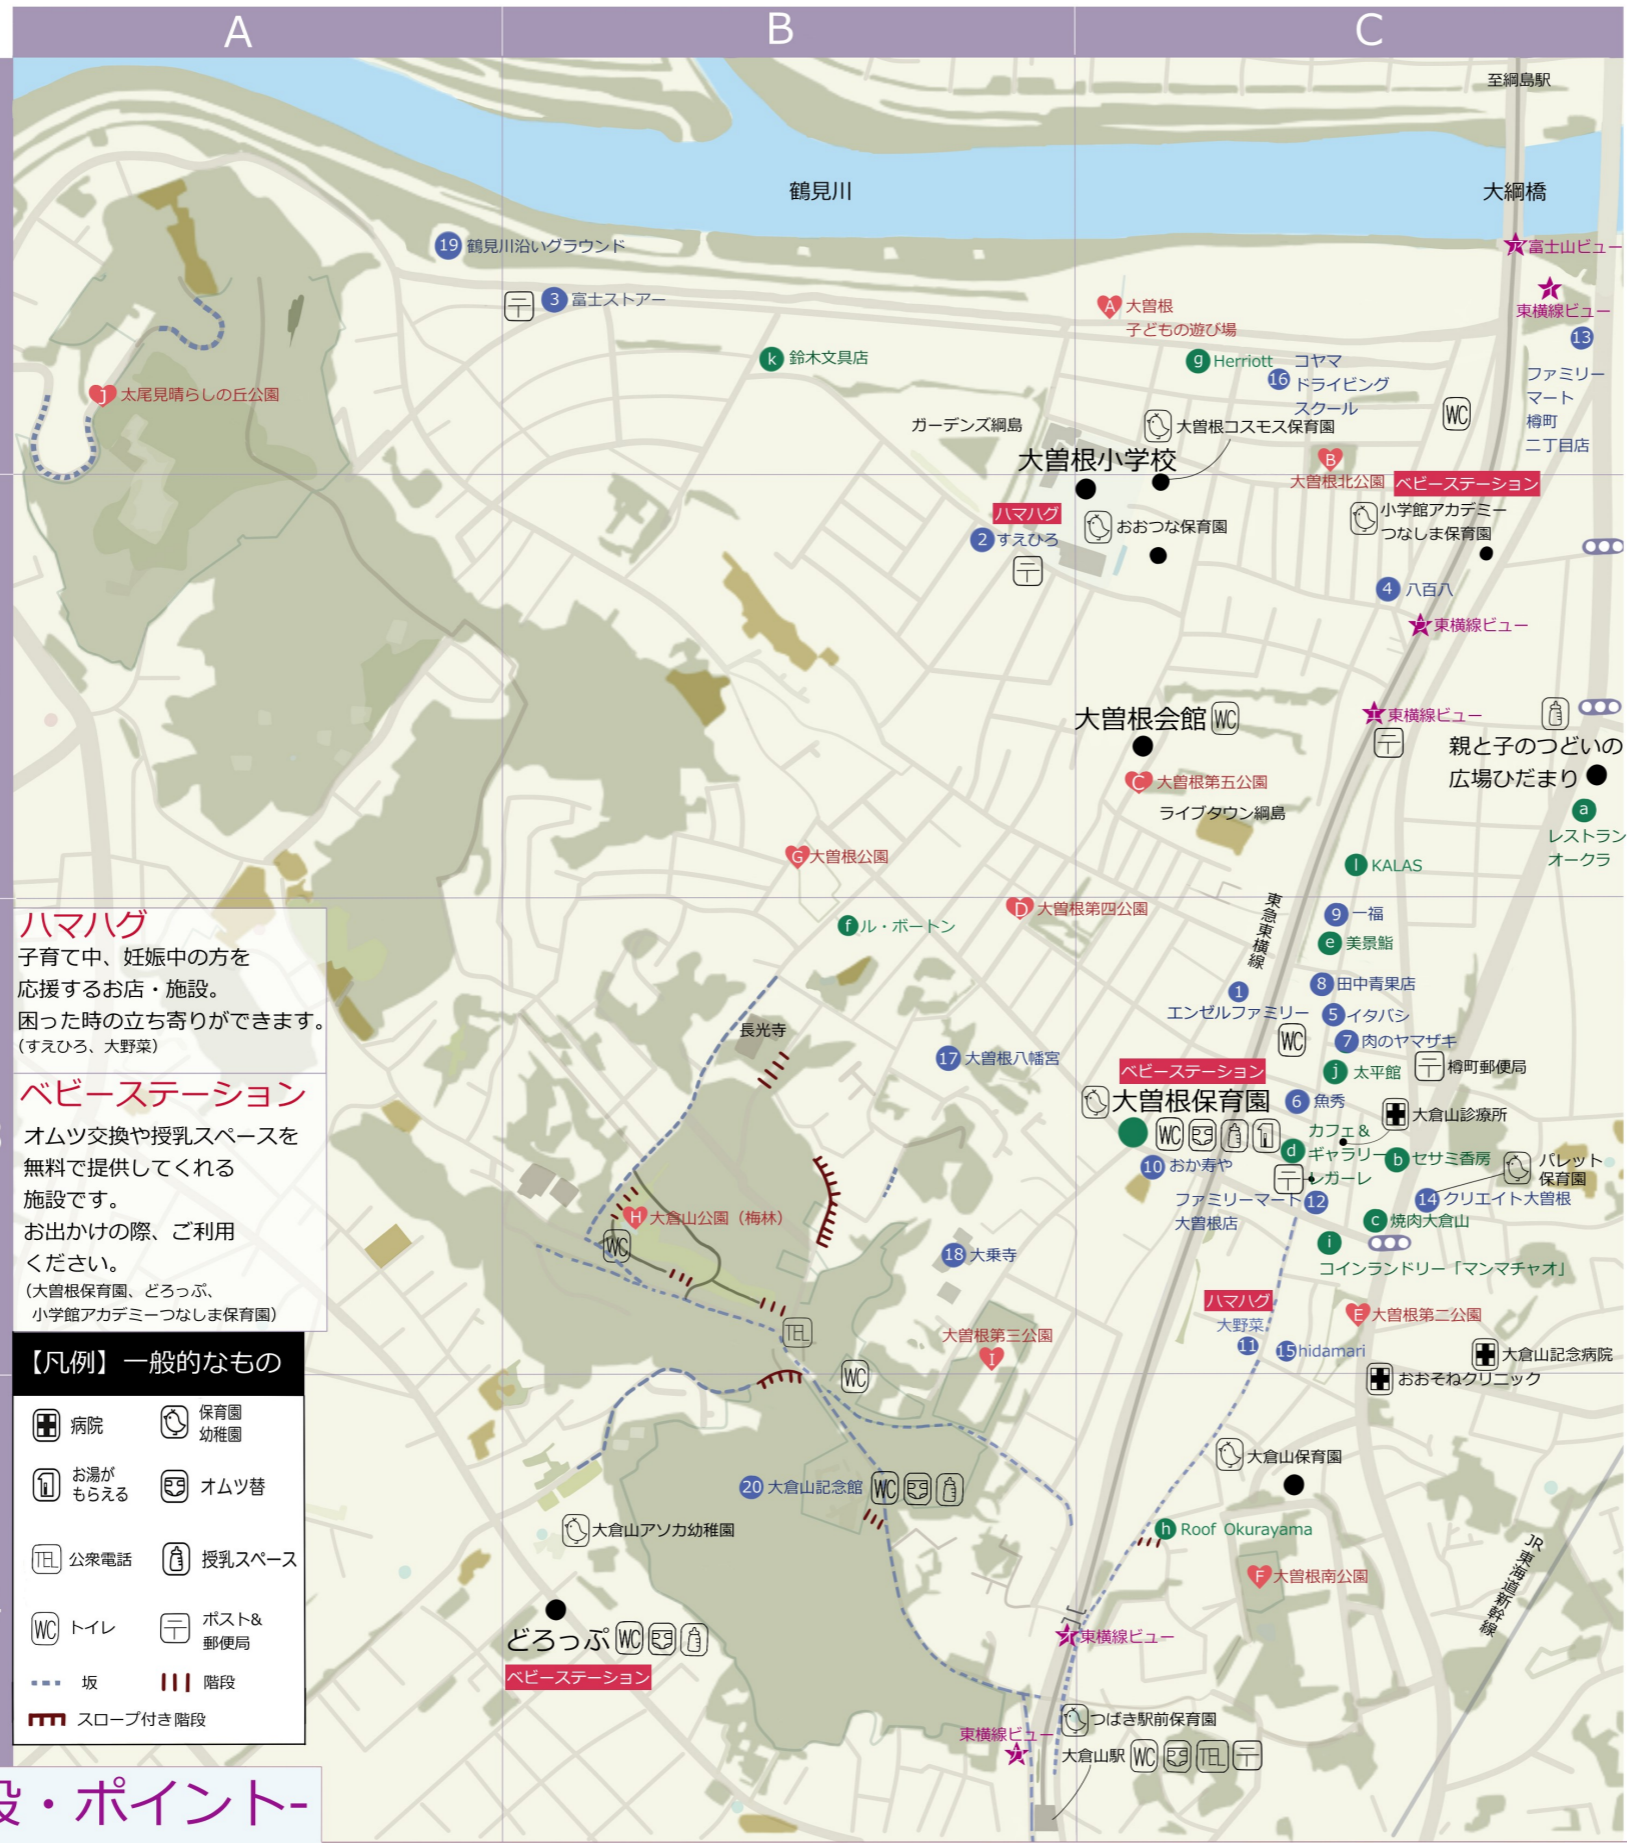 A
B
C
至綱島駅
鶴見川
大綱橋
ア 富士山ビュー
19 鶴見川沿いグラウンド
イ
東横線ビュー
〒 3 富士ストアー
A 大曽根
子どもの遊び場
13
ファミリー
マート
樽町
二丁目店
k 鈴木文具店
g Herriott
16 コヤマ
ドライビング
スクール
J 太尾見晴らしの丘公園
WC
ガーデンズ綱島
大曽根コスモス保育園
大曽根小学校
B
大曽根北公園
ベビーステーション
小学館アカデミー
つなしま保育園
ハマハグ
2 すえひろ
〒
おおつな保育園
4 八百八
東横線ビュー
大曽根会館 WC
エ 東横線ビュー
〒
親と子のつどいの
広場ひだまり
C 大曽根第五公園
ライブタウン綱島
a
レストラン
オークラ
G 大曽根公園
l KALAS
D 大曽根第四公園
f ル・ボートン
東急東横線
9 一福
e 美景鮨
8 田中青果店
1
エンゼルファミリー
5 イタバシ
WC
7 肉のヤマザキ
長光寺
17 大曽根八幡宮
j 太平館
〒 樽町郵便局
ベビーステーション
大曽根保育園
WC
6 魚秀
大倉山診療所
d カフェ&
ギャラリー
レガーレ
b セサミ香房
パレット
保育園
10 おか寿や
〒
ファミリーマート 12
大曽根店
14 クリエイト大曽根
c 焼肉大倉山
i
コインランドリー「マンマチャオ」
H 大倉山公園（梅林）
WC
18 大乗寺
ハマハグ
大野菜
11
15 hidamari
E 大曽根第二公園
TEL
大曽根第三公園
I
大倉山記念病院
おおそねクリニック
WC
大倉山保育園
20 大倉山記念館 WC
大倉山アソカ幼稚園
h Roof Okurayama
F 大曽根南公園
JR東海道新幹線
どろっぷ WC
ベビーステーション
オ 東横線ビュー
つばき駅前保育園
東横線ビュー
カ
大倉山駅 WC TEL 〒
ハマハグ
子育て中、妊娠中の方を
応援するお店・施設。
困った時の立ち寄りができます。
(すえひろ、大野菜)
ベビーステーション
オムツ交換や授乳スペースを
無料で提供してくれる
施設です。
お出かけの際、ご利用
ください。
(大曽根保育園、どろっぷ、
小学館アカデミーつなしま保育園)
【凡例】一般的なもの
病院
保育園
幼稚園
お湯が
もらえる
オムツ替
TEL 公衆電話
授乳スペース
WC トイレ
〒 ポスト&
郵便局
坂
階段
スロープ付き階段
設・ポイント-